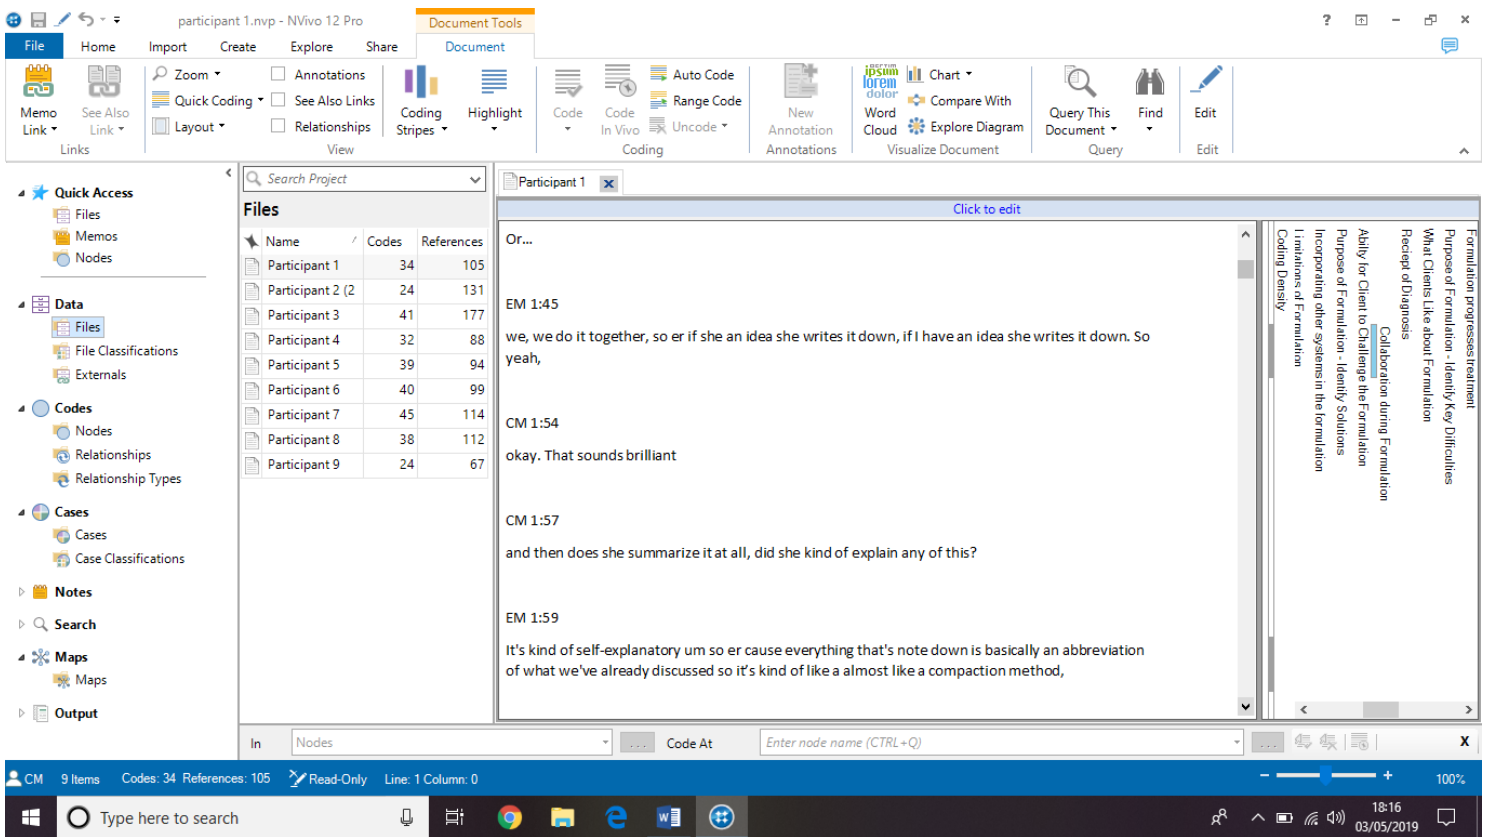 participant 1.nvp - NVivo 12 Pro
Document Tools
?
File Home Import Create Explore Share Document
Memo Link
See Also Link
Links
Zoom
Quick Coding
Layout
Annotations
See Also Links
Relationships
View
Coding Stripes
Highlight
Code
Code In Vivo
Auto Code
Range Code
Uncode
Coding
New Annotation
Annotations
Word Cloud
Chart
Compare With
Explore Diagram
Visualize Document
Query This Document
Find
Query
Edit
Edit
Quick Access
Files
Memos
Nodes
Data
Files
File Classifications
Externals
Codes
Nodes
Relationships
Relationship Types
Cases
Cases
Case Classifications
Notes
Search
Maps
Maps
Output
Search Project
Files
Name Codes References
Participant 1 34 105
Participant 2 (2 24 131
Participant 3 41 177
Participant 4 32 88
Participant 5 39 94
Participant 6 40 99
Participant 7 45 114
Participant 8 38 112
Participant 9 24 67
Participant 1 x
Click to edit
Or...
EM 1:45
we, we do it together, so er if she an idea she writes it down, if I have an idea she writes it down. So
yeah,
CM 1:54
okay. That sounds brilliant
CM 1:57
and then does she summarize it at all, did she kind of explain any of this?
EM 1:59
It's kind of self-explanatory um so er cause everything that's note down is basically an abbreviation
of what we've already discussed so it's kind of like a almost like a compaction method,
Formulation progresses treatment
Purpose of Formulation - Identify Key Difficulties
What Clients Like about Formulation
Reciept of Diagnosis
Collaboration during Formulation
Abilty for Client to Challenge the Formulation
Purpose of Formulation - Identify Solutions
Incorporating other systems in the formulation
Limitations of Formulation
Coding Density
In Nodes ... Code At Enter node name (CTRL+Q) ... X
CM 9 Items Codes: 34 References: 105 Read-Only Line: 1 Column: 0 100%
Type here to search
18:16
03/05/2019